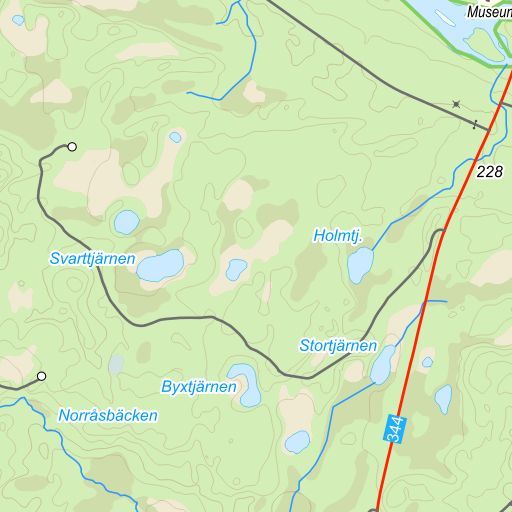 Museum
228
Holmtj.
Svarttjärnen
Stortjärnen
Byxtjärnen
Norråsbäcken
344